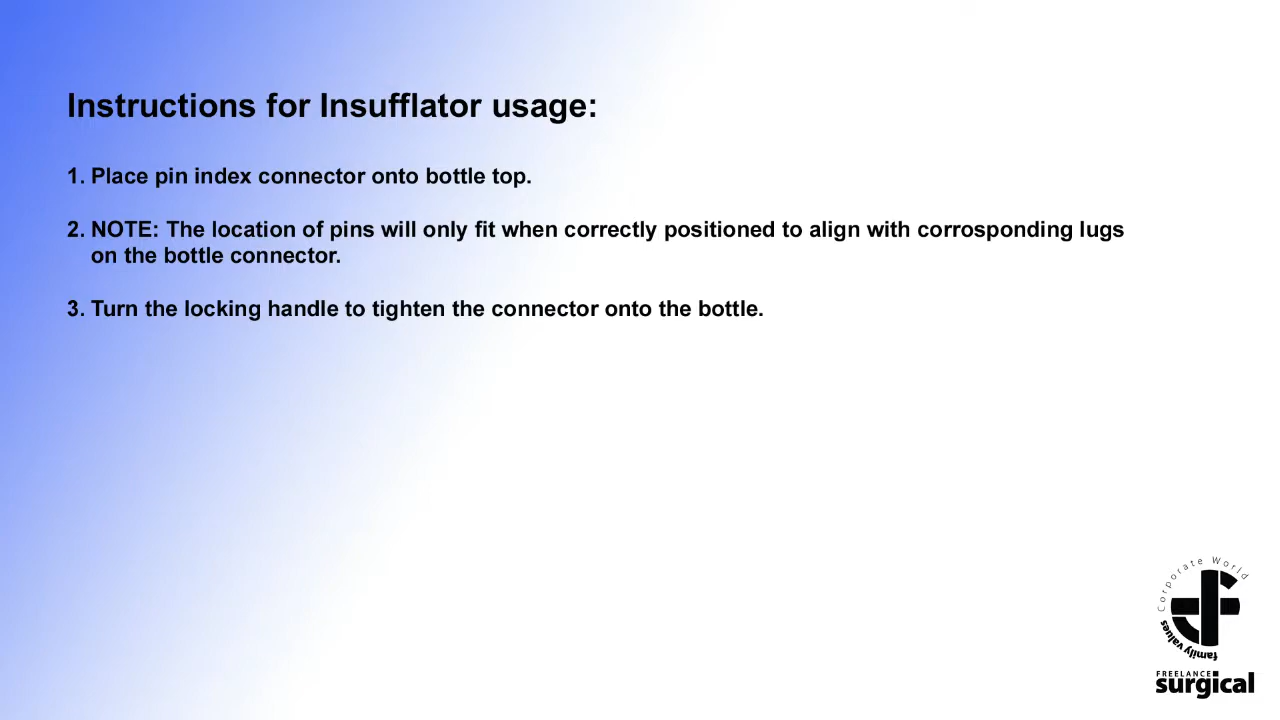 Instructions for Insufflator usage:
1. Place pin index connector onto bottle top.
2. NOTE: The location of pins will only fit when correctly positioned to align with corrosponding lugs
on the bottle connector.
3. Turn the locking handle to tighten the connector onto the bottle.
Corporate World
family values
FREELANCE
surgical